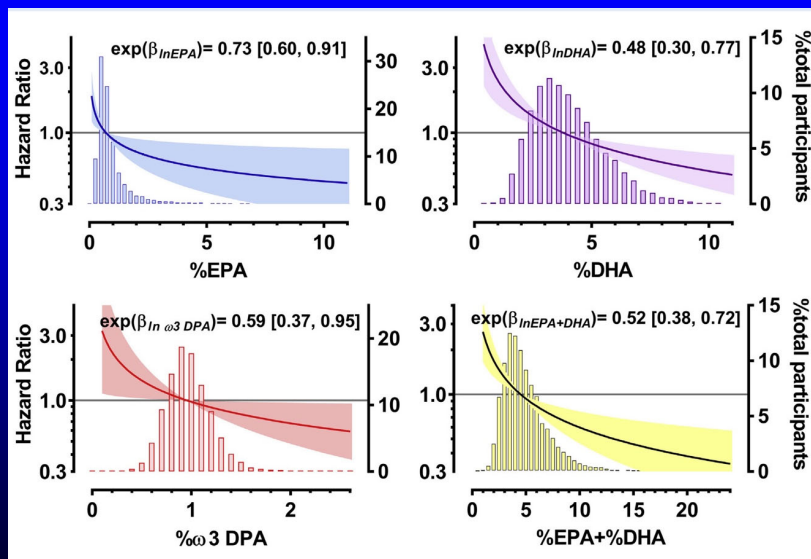 exp(β lnEPA)= 0.73 [0.60, 0.91]
Hazard Ratio
3.0
1.0
0.3
30
20
10
0
0 5 10
%EPA
exp(β lnDHA)= 0.48 [0.30, 0.77]
3.0
1.0
0.3
15
10
5
0
%total participants
0 5 10
%DHA
exp(β ln ω3 DPA)= 0.59 [0.37, 0.95]
Hazard Ratio
3.0
1.0
0.3
20
10
0
0 1 2
%ω3 DPA
exp(β lnEPA+DHA)= 0.52 [0.38, 0.72]
3.0
1.0
0.3
15
10
5
0
%total participants
0 5 10 15 20
%EPA+%DHA